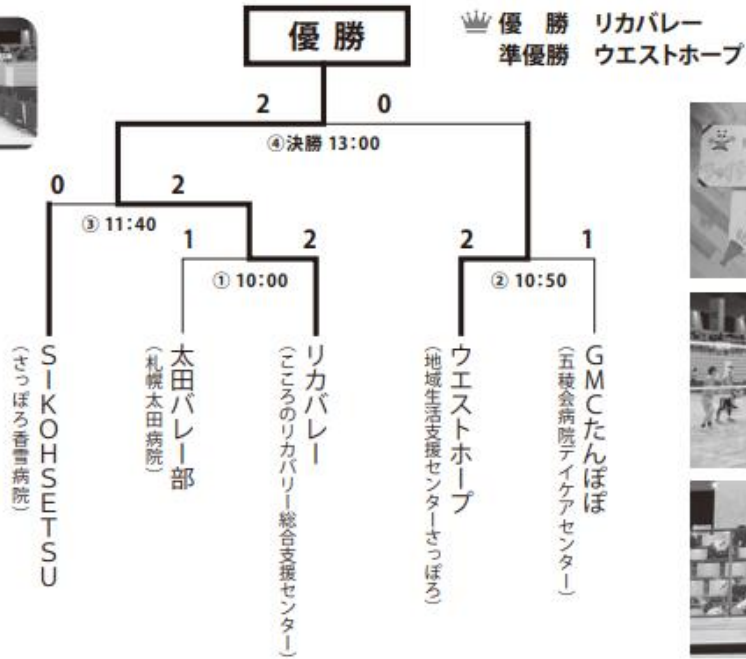 優勝
優　勝　リカバレー
準優勝　ウエストホープ
2
0
④決勝 13：00
0
2
③ 11：40
1
2
① 10：00
2
1
② 10：50
SIKOHSETSU
（さっぽろ香雪病院）
太田バレー部
（札幌太田病院）
リカバレー
（こころのリカバリー総合支援センター）
ウエストホープ
（地域生活支援センターさっぽろ）
GMCたんぽぽ
（五稜会病院デイケアセンター）